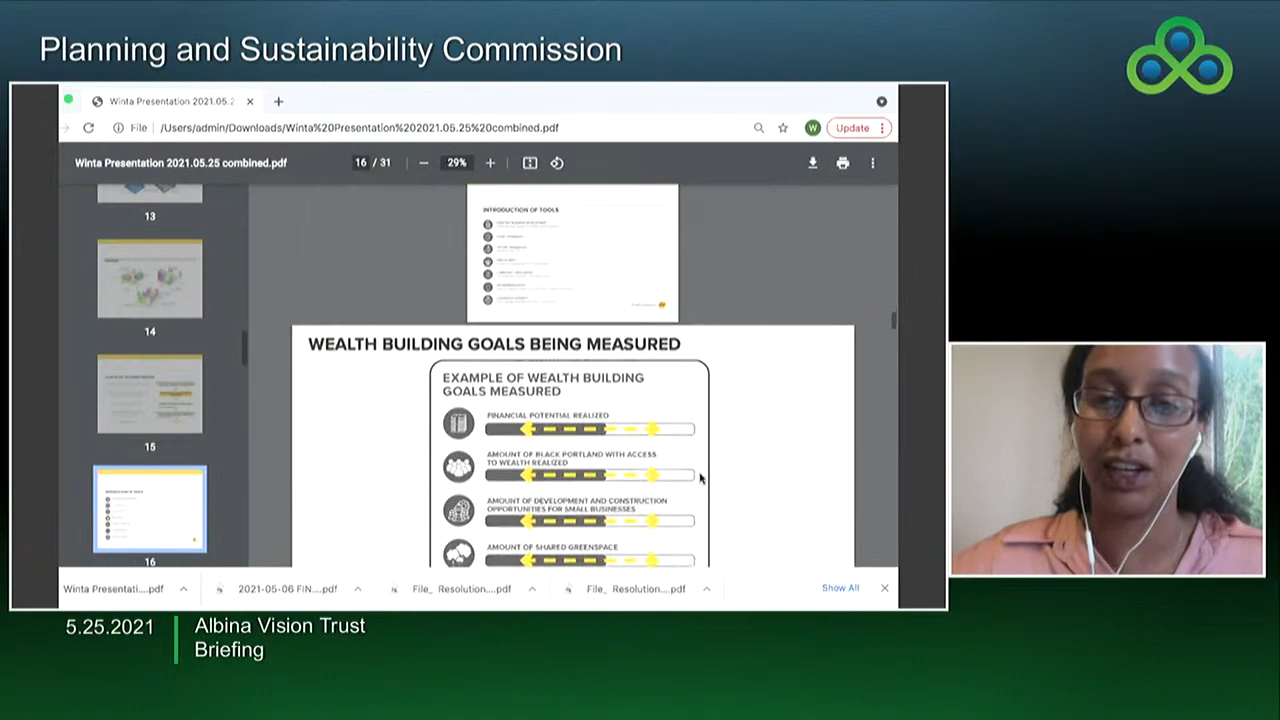 Planning and Sustainability Commission
Winta Presentation 2021.05.2
File
/Users/admin/Downloads/Winta%20Presentation%202021.05.25%20combined.pdf
W
Update
Winta Presentation 2021.05.25 combined.pdf
16 / 31
29%
13
14
15
16
INTRODUCTION OF TOOLS
WEALTH BUILDING GOALS BEING MEASURED
EXAMPLE OF WEALTH BUILDING
GOALS MEASURED
FINANCIAL POTENTIAL REALIZED
AMOUNT OF BLACK PORTLAND WITH ACCESS
TO WEALTH REALIZED
AMOUNT OF DEVELOPMENT AND CONSTRUCTION
OPPORTUNITIES FOR SMALL BUSINESSES
AMOUNT OF SHARED GREENSPACE
Winta Presentati....pdf
2021-05-06 FIN....pdf
File_ Resolution....pdf
File_ Resolution....pdf
Show All
5.25.2021
Albina Vision Trust
Briefing